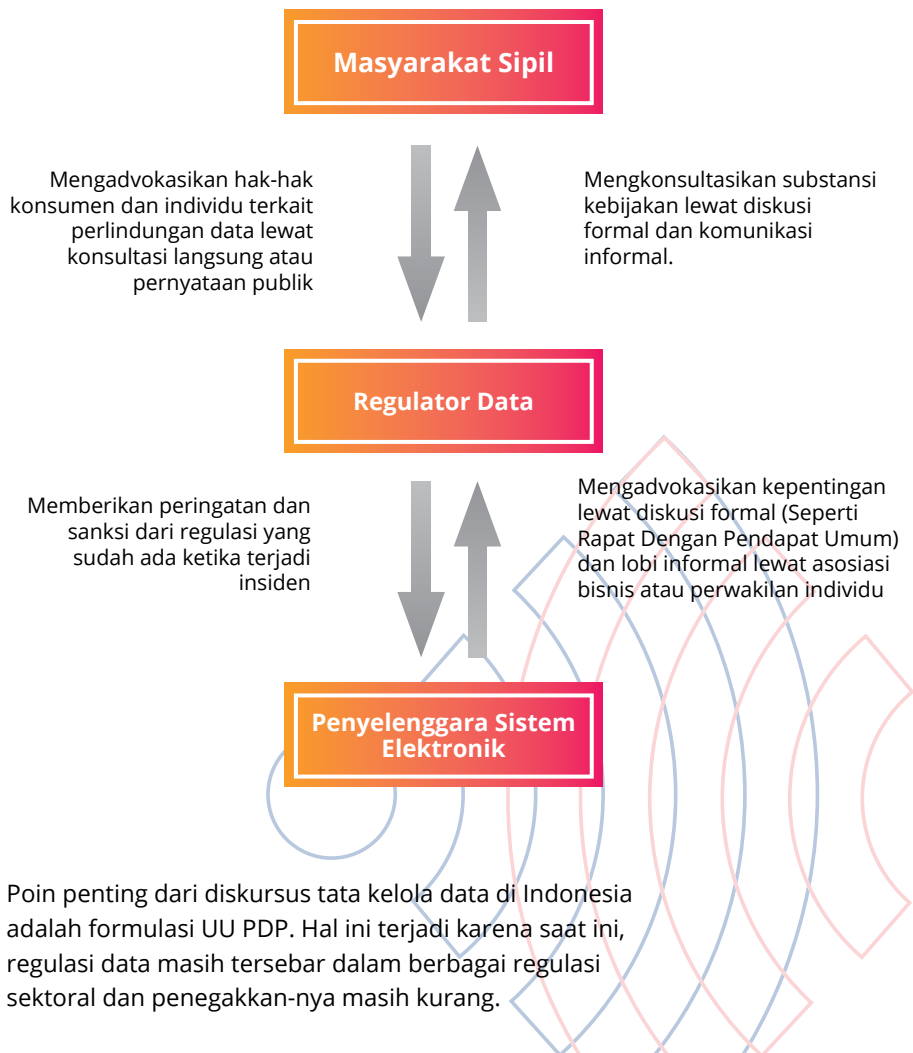 Masyarakat Sipil
Mengadvokasikan hak-hak
konsumen dan individu terkait
perlindungan data lewat
konsultasi langsung atau
pernyataan publik
Mengkonsultasikan substansi
kebijakan lewat diskusi
formal dan komunikasi
informal.
Regulator Data
Memberikan peringatan dan
sanksi dari regulasi yang
sudah ada ketika terjadi
insiden
Mengadvokasikan kepentingan
lewat diskusi formal (Seperti
Rapat Dengan Pendapat Umum)
dan lobi informal lewat asosiasi
bisnis atau perwakilan individu
Penyelenggara Sistem
Elektronik
Poin penting dari diskursus tata kelola data di Indonesia
adalah formulasi UU PDP. Hal ini terjadi karena saat ini,
regulasi data masih tersebar dalam berbagai regulasi
sektoral dan penegakkan-nya masih kurang.